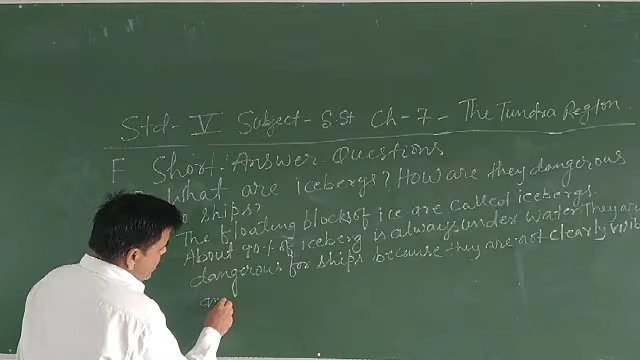 Std- V Subject- S.St Ch-7- The Tundra Region
F Short Answer Questions
What are icebergs? How are they dangerous
to ships?
The floating blocks of ice are called icebergs.
About 90% of iceberg is always under water. They are
dangerous for ships because they are not clearly
an